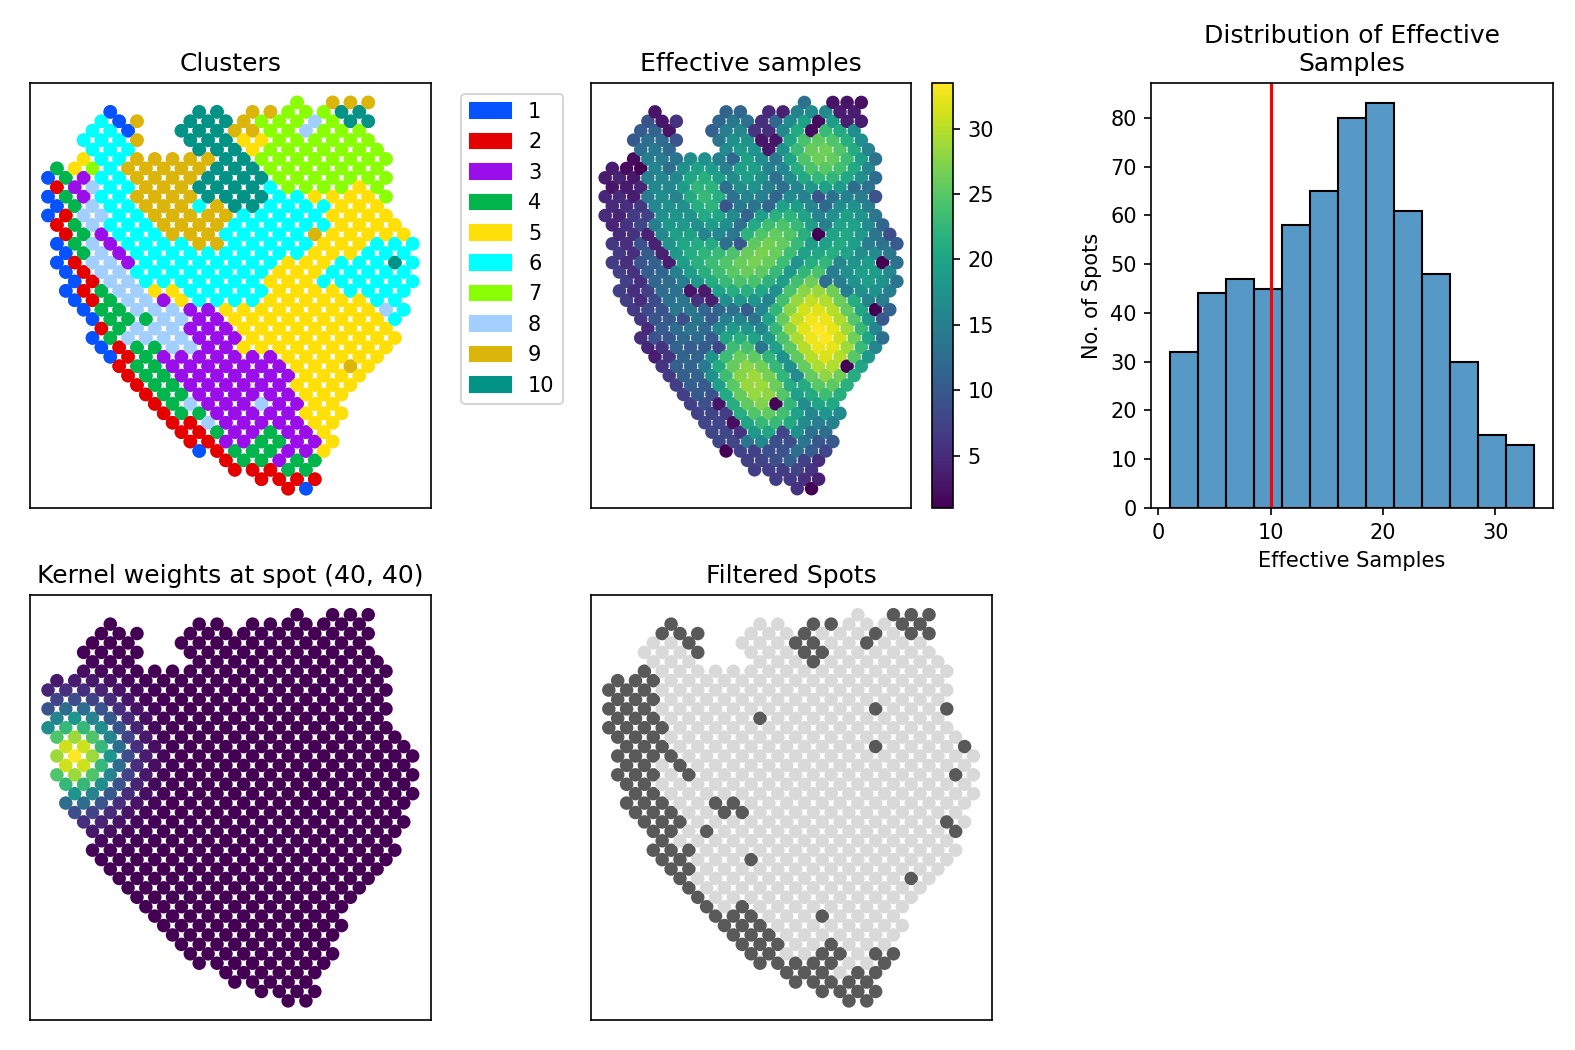 Clusters
1
2
3
4
5
6
7
8
9
10
Effective samples
30
25
20
15
10
5
Distribution of Effective
Samples
No. of Spots
80
70
60
50
40
30
20
10
0
0 10 20 30
Effective Samples
Kernel weights at spot (40, 40)
Filtered Spots